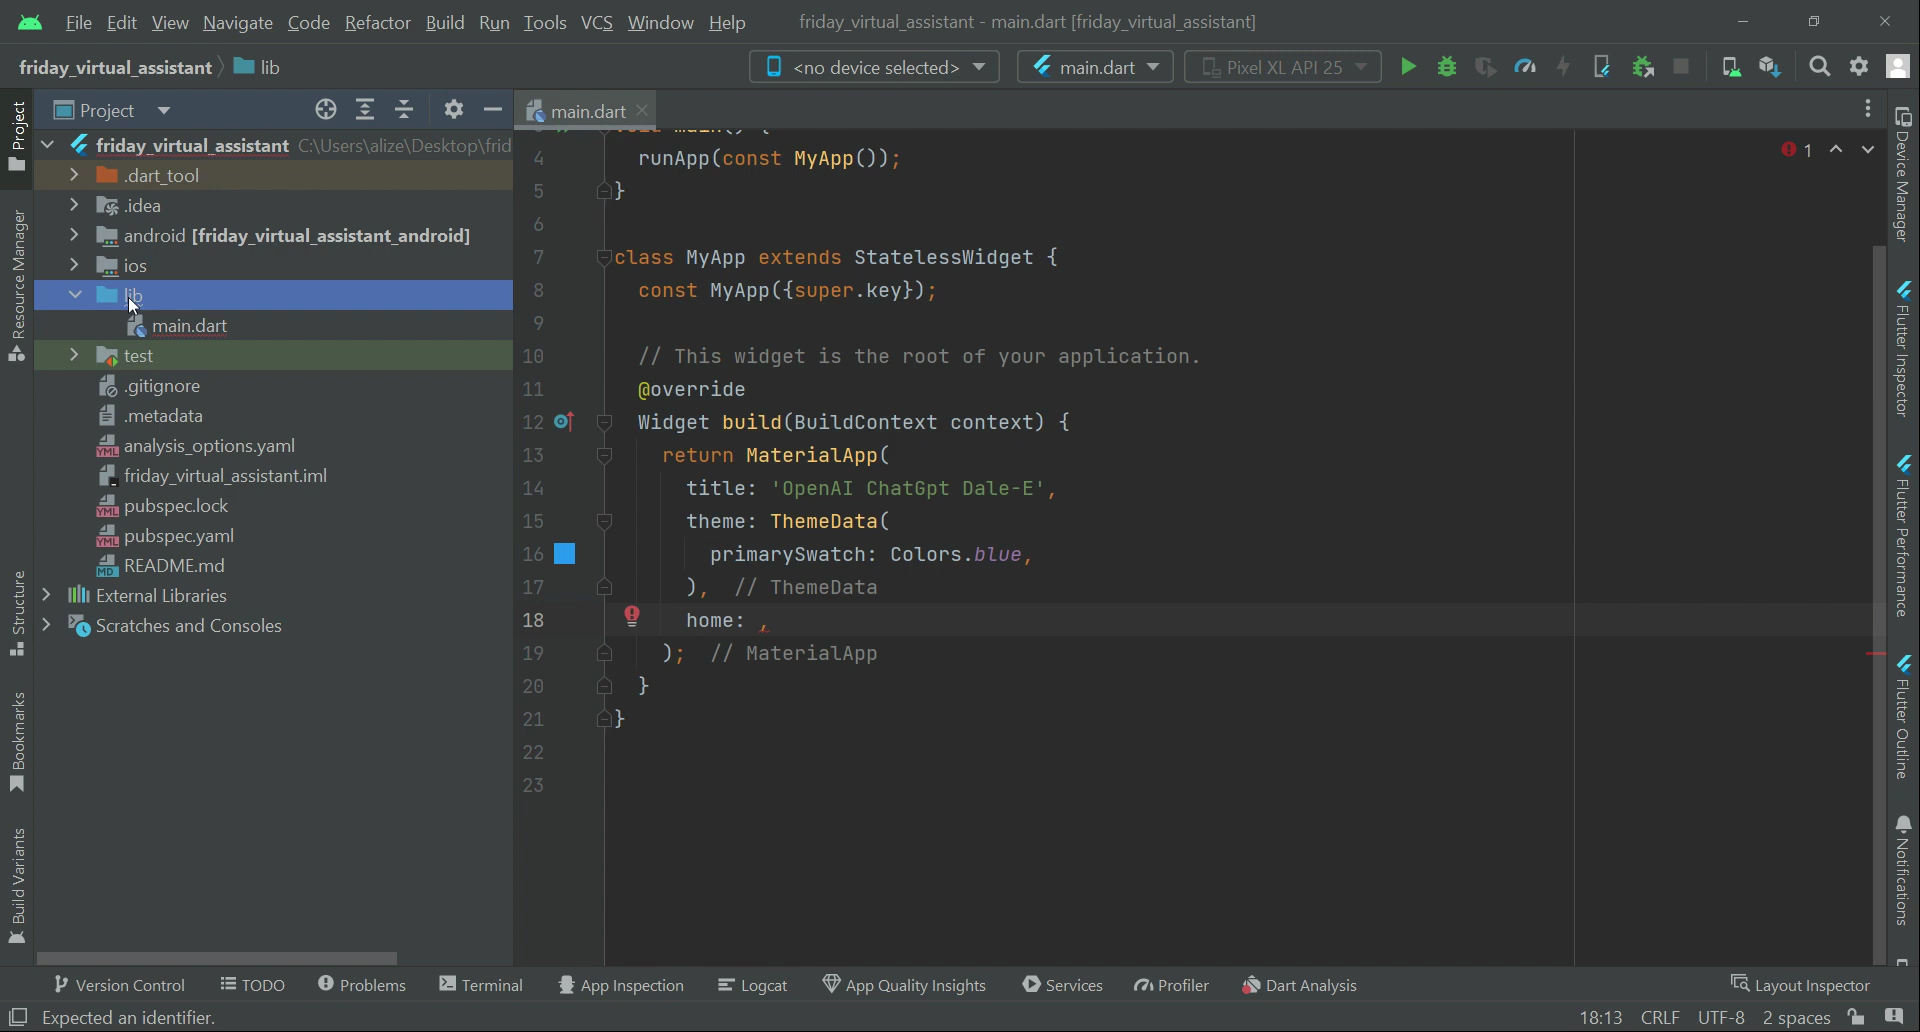 File Edit View Navigate Code Refactor Build Run Tools VCS Window Help friday_virtual_assistant - main.dart [friday_virtual_assistant]
friday_virtual_assistant lib <no device selected> main.dart Pixel XL API 25
Project main.dart
friday_virtual_assistant C:\Users\alize\Desktop\frid
.dart_tool
.idea
android [friday_virtual_assistant_android]
ios
lib
main.dart
test
.gitignore
.metadata
analysis_options.yaml
friday_virtual_assistant.iml
pubspec.lock
pubspec.yaml
README.md
External Libraries
Scratches and Consoles
Project
Resource Manager
Structure
Bookmarks
Build Variants
4 runApp(const MyApp());
5 }
6
7 class MyApp extends StatelessWidget {
8 const MyApp({super.key});
9
10 // This widget is the root of your application.
11 @override
12 Widget build(BuildContext context) {
13 return MaterialApp(
14 title: 'OpenAI ChatGpt Dale-E',
15 theme: ThemeData(
16 primarySwatch: Colors.blue,
17 ), // ThemeData
18 home: ,
19 ); // MaterialApp
20 }
21 }
22
23
1
Device Manager
Flutter Inspector
Flutter Performance
Flutter Outline
Notifications
Version Control TODO Problems Terminal App Inspection Logcat App Quality Insights Services Profiler Dart Analysis Layout Inspector
Expected an identifier. 18:13 CRLF UTF-8 2 spaces